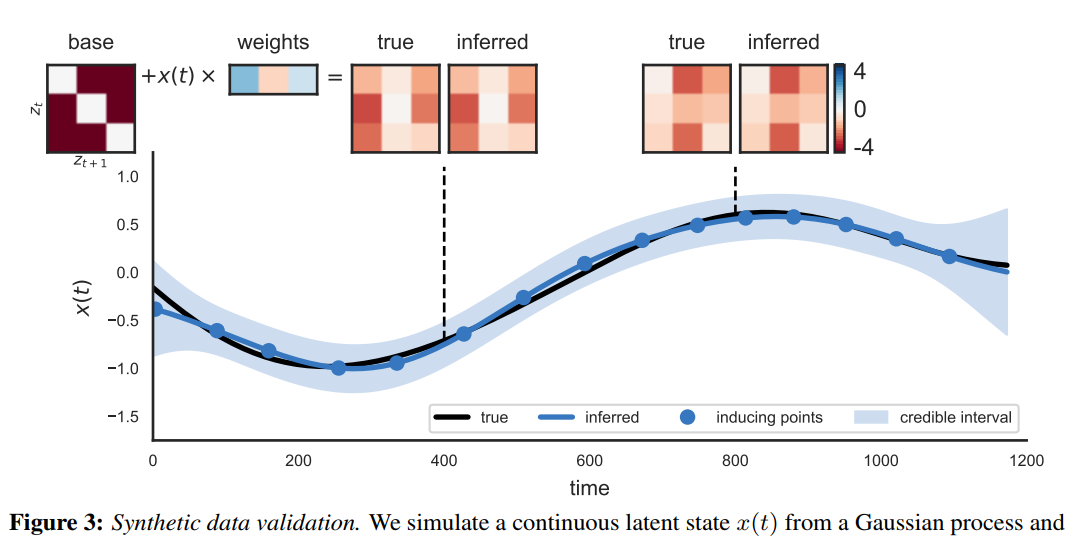 base weights true inferred true inferred
+x(t) × =
z_t
z_{t+1}
4
0
-4
1.0
0.5
0.0
−0.5
−1.0
−1.5
x(t)
true inferred inducing points credible interval
0 200 400 600 800 1000 1200
time
Figure 3: Synthetic data validation. We simulate a continuous latent state x(t) from a Gaussian process and